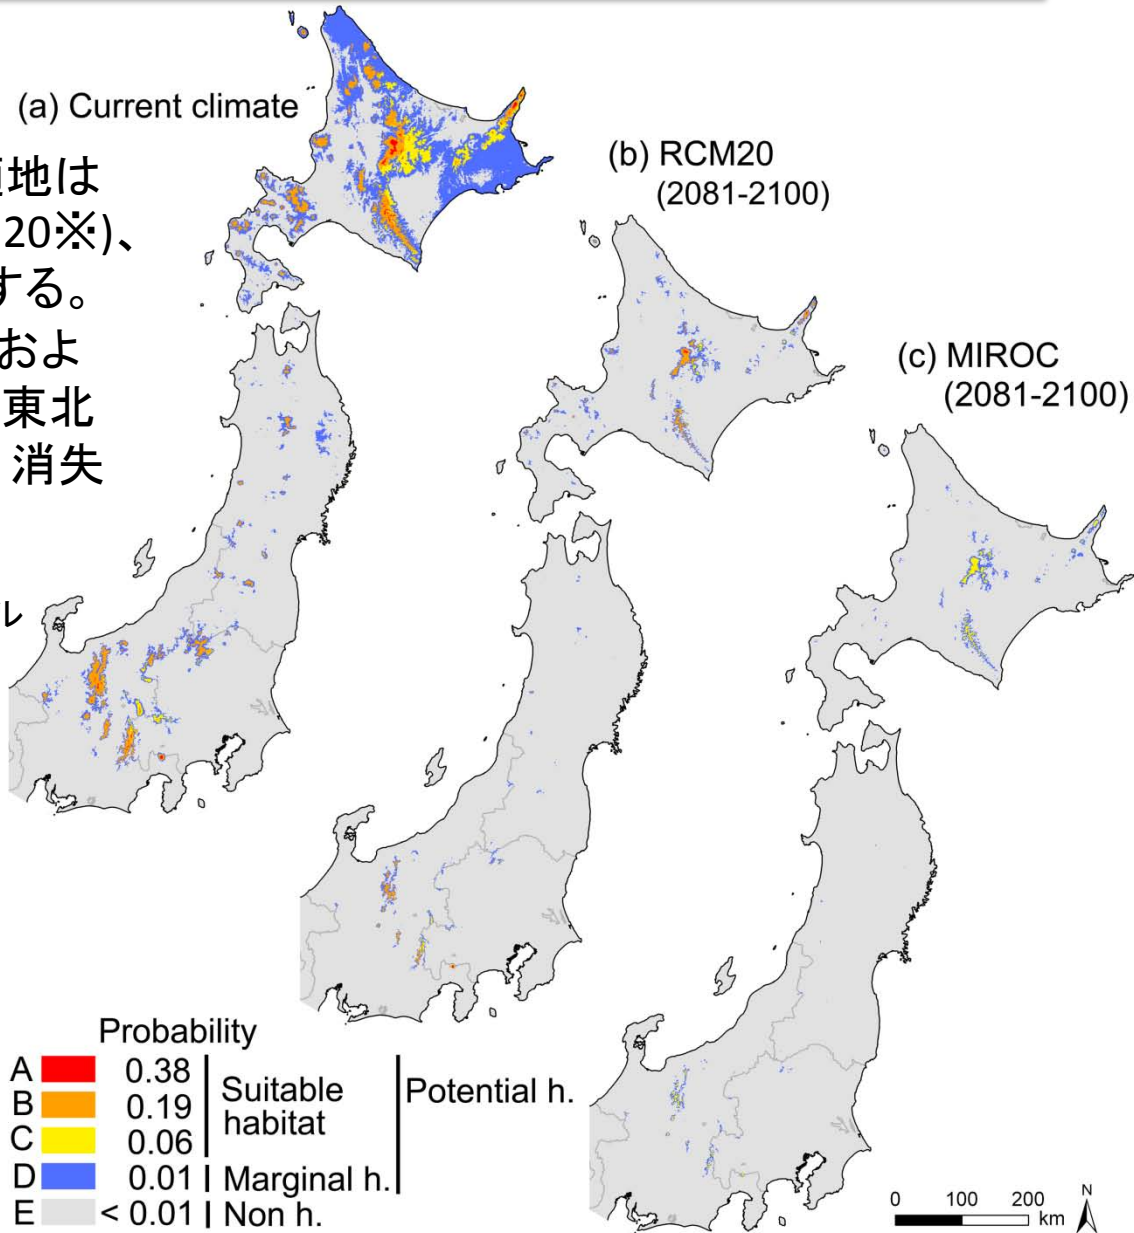 (a) Current climate
適地は
20※)、
する。
およ
東北
消失
ル
(b) RCM20
(2081-2100)
(c) MIROC
(2081-2100)
Probability
A 0.38
B 0.19
C 0.06
Suitable
habitat
Potential h.
D 0.01 Marginal h.
E < 0.01 Non h.
0 100 200
km
N